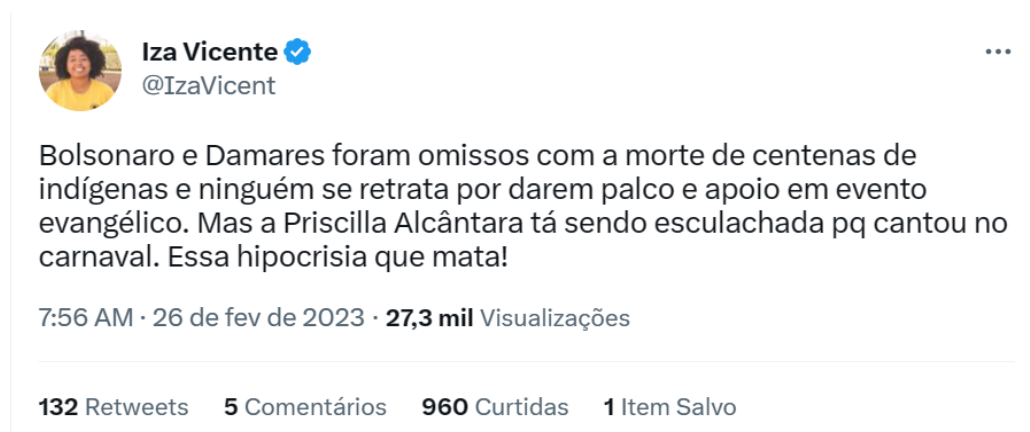 Iza Vicente
@IzaVicent
Bolsonaro e Damares foram omissos com a morte de centenas de
indígenas e ninguém se retrata por darem palco e apoio em evento
evangélico. Mas a Priscilla Alcântara tá sendo esculachada pq cantou no
carnaval. Essa hipocrisia que mata!
7:56 AM · 26 de fev de 2023 · 27,3 mil Visualizações
132 Retweets 5 Comentários 960 Curtidas 1 Item Salvo